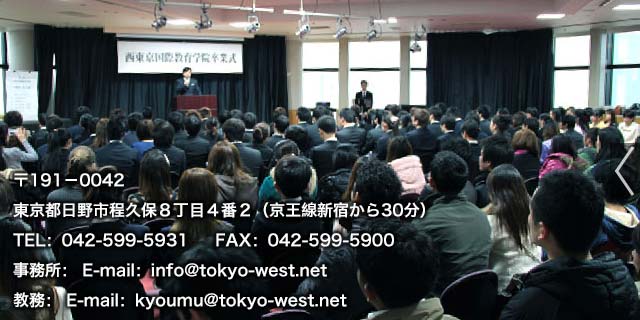 西東京国際教育学院卒業式
〒191－0042
東京都日野市程久保８丁目４番２（京王線新宿から30分）
TEL：042-599-5931　FAX：042-599-5900
事務所： E-mail：info@tokyo-west.net
教務： E-mail：kyoumu@tokyo-west.net